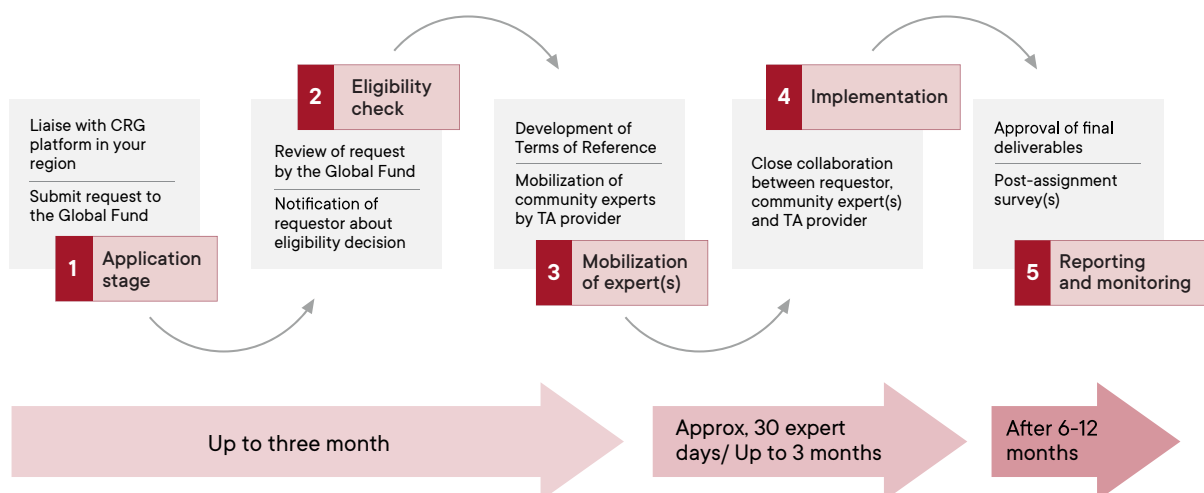 Liaise with CRG
platform in your
region
Submit request to
the Global Fund
1
Application
stage
2
Eligibility
check
Review of request
by the Global Fund
Notification of
requestor about
eligibility decision
Development of
Terms of Reference
Mobilization of
community experts
by TA provider
3
Mobilization
of expert(s)
4
Implementation
Close collaboration
between requestor,
community expert(s)
and TA provider
Approval of final
deliverables
Post-assignment
survey(s)
5
Reporting
and monitoring
Up to three month
Approx, 30 expert
days/ Up to 3 months
After 6-12
months